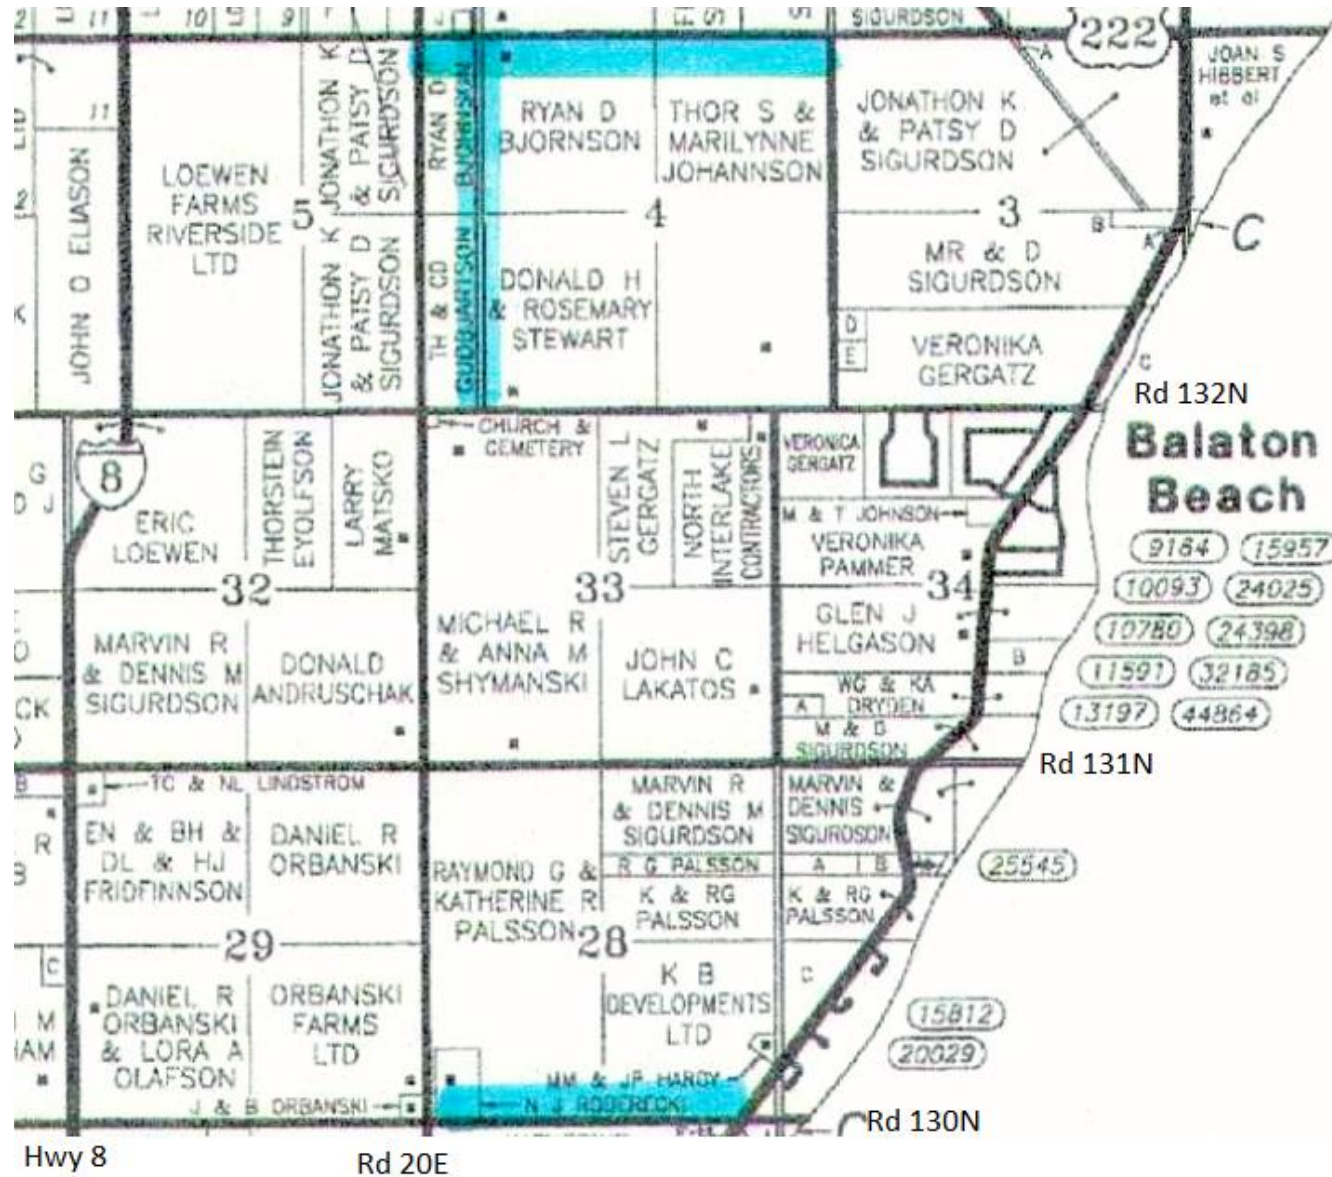 11
10
9
SIGURDSON
222
A
JOAN S
HIBBERT
et al
11
JOHN O ELIASON
LOEWEN
FARMS
RIVERSIDE
LTD
5
JONATHON K
& PATSY D
SIGURDSON
JONATHON K
& PATSY D
SIGURDSON
RYAN D
BJORNSON
TH & GD
GUDBJARTSON
RYAN D
BJORNSON
THOR S &
MARILYNNE
JOHANNSON
4
DONALD H
& ROSEMARY
STEWART
JONATHON K
& PATSY D
SIGURDSON
3
B
A
C
MR & D
SIGURDSON
D
E
VERONIKA
GERGATZ
C
Rd 132N
Balaton
Beach
8
G
D J
ERIC
LOEWEN
THORSTEIN
EYOLFSON
LARRY
MATSKO
CHURCH &
CEMETERY
STEVEN L
GERGATZ
NORTH
INTERLAKE
CONTRACTORS
VERONICA
GERGATZ
M & T JOHNSON
VERONIKA
PAMMER
9184 15957
10093 24025
10780 24398
11591 32185
13197 44864
32
33
34
MARVIN R
& DENNIS M
SIGURDSON
DONALD
ANDRUSCHAK
MICHAEL R
& ANNA M
SHYMANSKI
JOHN C
LAKATOS
GLEN J
HELGASON
B
WG & KA
DRYDEN
A
M & D
SIGURDSON
Rd 131N
TC & NL LINDSTROM
EN & BH &
DL & HJ
FRIDFINNSON
DANIEL R
ORBANSKI
RAYMOND G &
KATHERINE R
PALSSON
MARVIN R
& DENNIS M
SIGURDSON
R G PALSSON
K & RG
PALSSON
MARVIN &
DENNIS
SIGURDSON
A B
K & RG
PALSSON
25545
29
28
C
DANIEL R
ORBANSKI
& LORA A
OLAFSON
ORBANSKI
FARMS
LTD
K B
DEVELOPMENTS
LTD
C
15812
20029
MM & JP HARDY
J & B ORBANSKI
N J ROBERECKI
Rd 130N
Hwy 8
Rd 20E